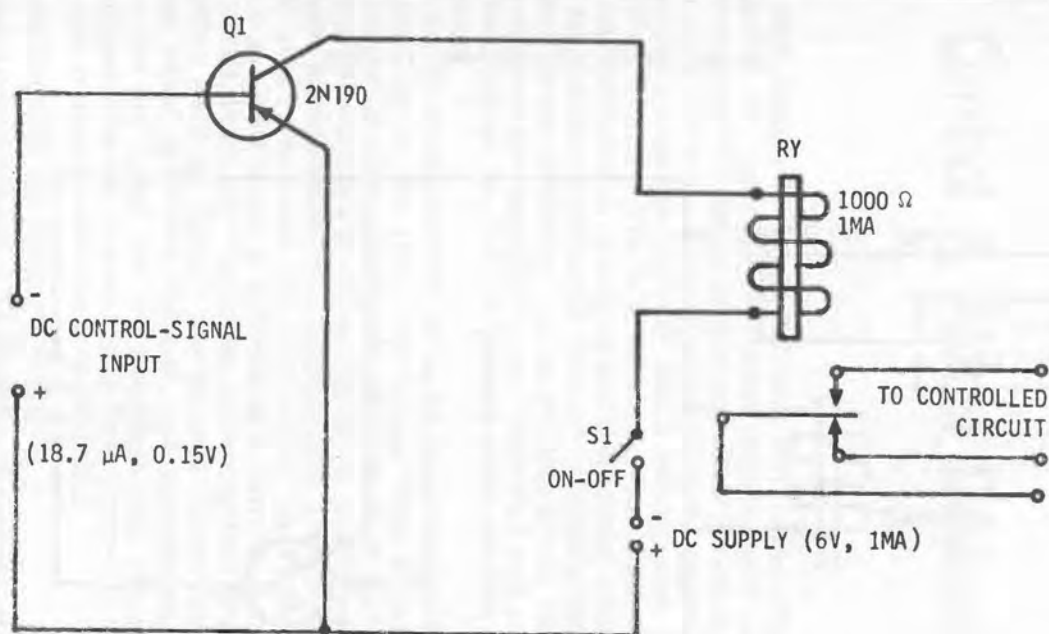 Q1
2N190
RY
1000 Ω
1MA
-
DC CONTROL-SIGNAL
INPUT
+
(18.7 μA, 0.15V)
S1
ON-OFF
TO CONTROLLED
CIRCUIT
-
+ DC SUPPLY (6V, 1MA)